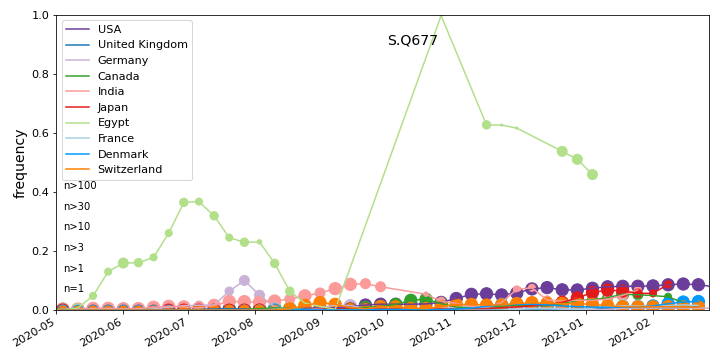 S.Q677
USA
United Kingdom
Germany
Canada
India
Japan
Egypt
France
Denmark
Switzerland
n>100
n>30
n>10
n>3
n>1
n=1
frequency
1.0
0.8
0.6
0.4
0.2
0.0
2020-05
2020-06
2020-07
2020-08
2020-09
2020-10
2020-11
2020-12
2021-01
2021-02